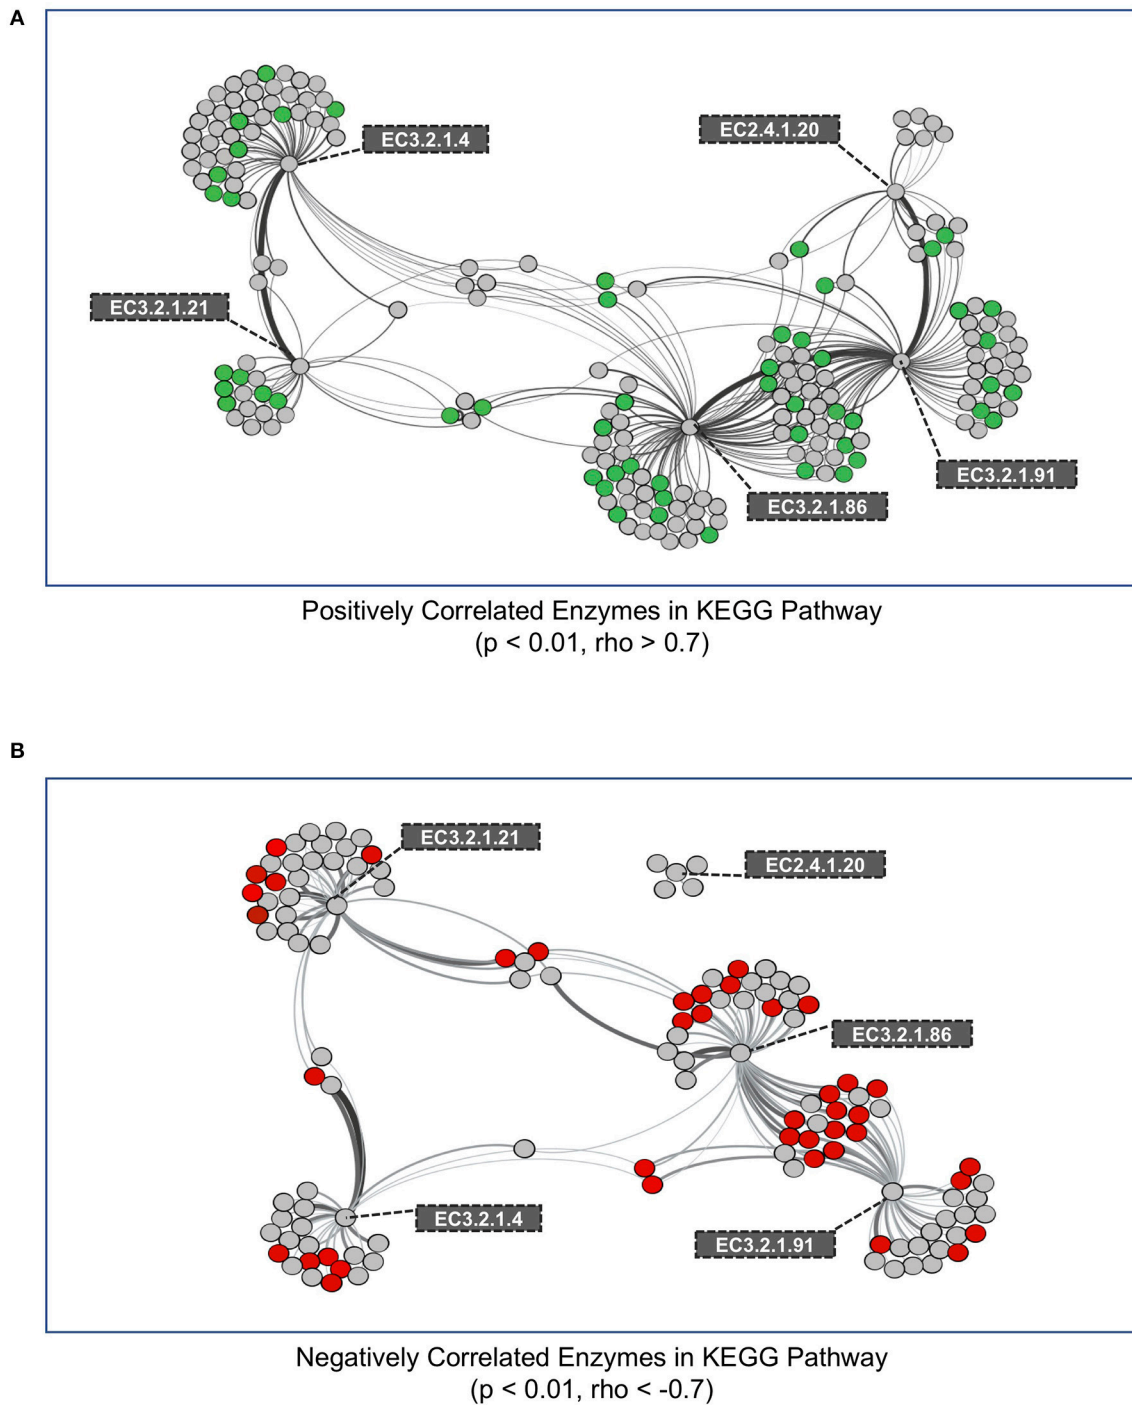 A
EC3.2.1.4
EC2.4.1.20
EC3.2.1.21
EC3.2.1.91
EC3.2.1.86
Positively Correlated Enzymes in KEGG Pathway
(p < 0.01, rho > 0.7)
B
EC3.2.1.21
EC2.4.1.20
EC3.2.1.86
EC3.2.1.4
EC3.2.1.91
Negatively Correlated Enzymes in KEGG Pathway
(p < 0.01, rho < -0.7)